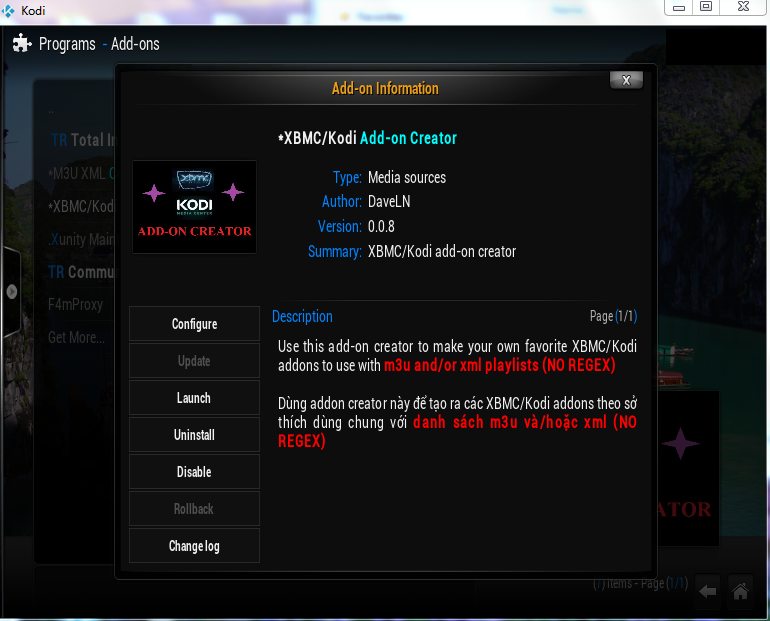 Kodi
Programs - Add-ons
Add-on Information
X
TR Total In
*M3U XML C
*XBMC/Kodi
.Xunity Main
TR Commu
F4mProxy
Get More...
*XBMC/Kodi Add-on Creator
Type: Media sources
Author: DaveLN
Version: 0.0.8
Summary: XBMC/Kodi add-on creator
xbmc
KODI
MEDIA CENTER
ADD-ON CREATOR
Configure
Update
Launch
Uninstall
Disable
Rollback
Change log
Description
Page (1/1)
Use this add-on creator to make your own favorite XBMC/Kodi
addons to use with m3u and/or xml playlists (NO REGEX)
Dùng addon creator này để tạo ra các XBMC/Kodi addons theo sở
thích dùng chung với danh sách m3u và/hoặc xml (NO
REGEX)
ATOR
(7) items - Page (1/1)